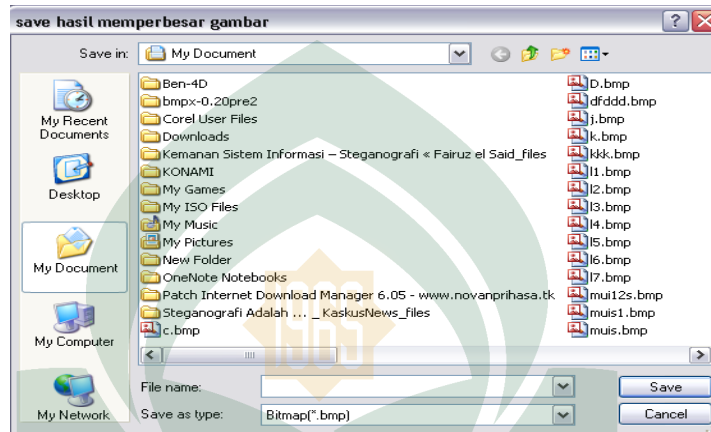 save hasil memperbesar gambar
Save in:
My Document
My Recent
Documents
Desktop
My Document
My Computer
My Network
Ben-4D
bmpx-0.20pre2
Corel User Files
Downloads
Kemanan Sistem Informasi – Steganografi « Fairuz el Said_files
KONAMI
My Games
My ISO Files
My Music
My Pictures
New Folder
OneNote Notebooks
Patch Internet Download Manager 6.05 - www.novanprihasa.tk
Steganografi Adalah ... _ KaskusNews_files
c.bmp
D.bmp
dfddd.bmp
j.bmp
k.bmp
kkk.bmp
l1.bmp
l2.bmp
l3.bmp
l4.bmp
l5.bmp
l6.bmp
l7.bmp
mui12s.bmp
muis1.bmp
muis.bmp
1965
File name:
Save
Save as type:
Bitmap(*.bmp)
Cancel